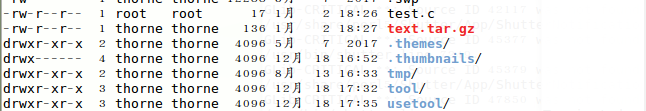 -rw-r--r-- 1 root root 17 1月 2 18:26 test.c
-rw-r--r-- 1 thorne thorne 136 1月 2 18:27 text.tar.gz
drwxr-xr-x 2 thorne thorne 4096 5月 7 2017 .themes/
drwx------ 4 thorne thorne 4096 12月 18 16:52 .thumbnails/
drwxr-xr-x 2 thorne thorne 4096 8月 13 16:33 tmp/
drwxr-xr-x 3 thorne thorne 4096 12月 18 17:32 tool/
drwxr-xr-x 3 thorne thorne 4096 12月 18 17:35 usetool/